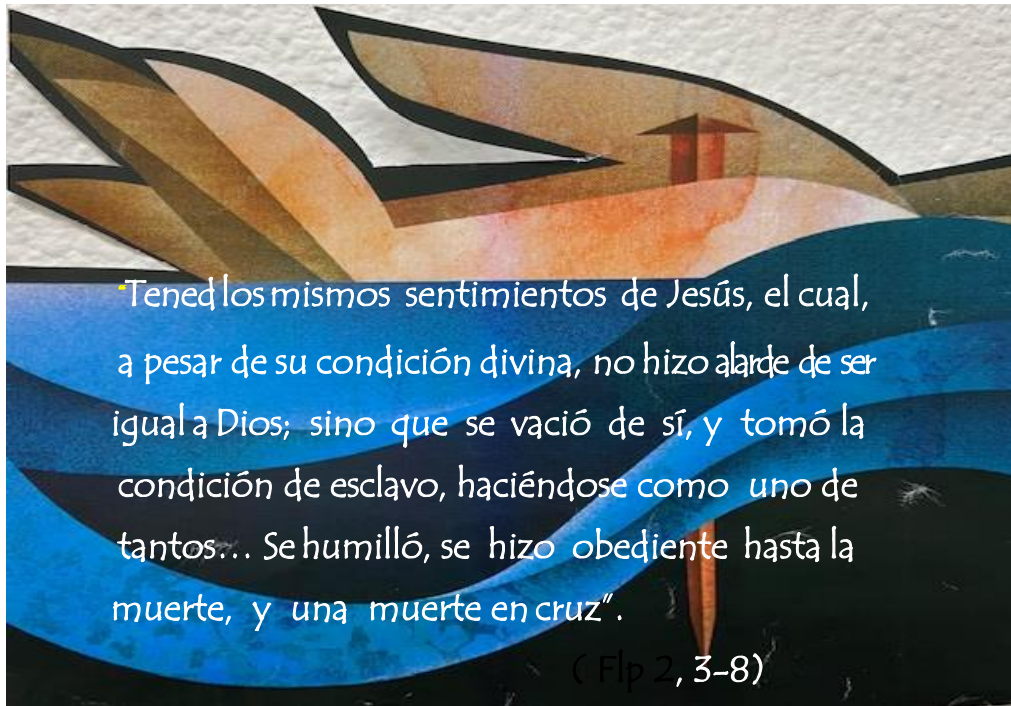 “Tened los mismos sentimientos de Jesús, el cual,
a pesar de su condición divina, no hizo alarde de ser
igual a Dios; sino que se vació de sí, y tomó la
condición de esclavo, haciéndose como uno de
tantos… Se humilló, se hizo obediente hasta la
muerte, y una muerte en cruz”.
( Flp 2, 3-8)